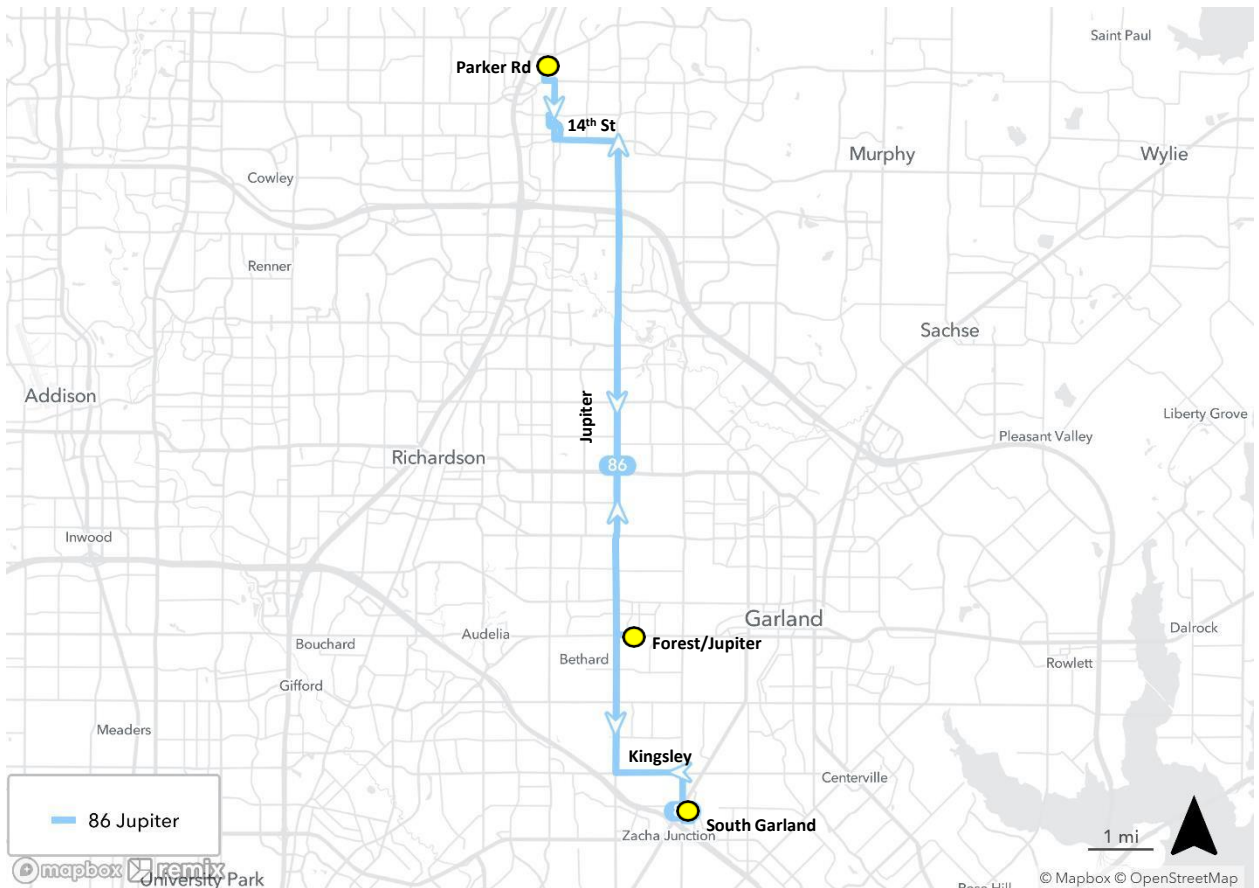 Saint Paul
Parker Rd
14th St
Murphy
Wylie
Cowley
Renner
Sachse
Addison
Jupiter
Liberty Grove
Pleasant Valley
Richardson
86
Inwood
Garland
Audelia
Dalrock
Bouchard
Forest/Jupiter
Bethard
Rowlett
Gifford
Meaders
Kingsley
Centerville
86 Jupiter
South Garland
Zacha Junction
1 mi
mapbox
remix
University Park
© Mapbox © OpenStreetMap
Rose Hill